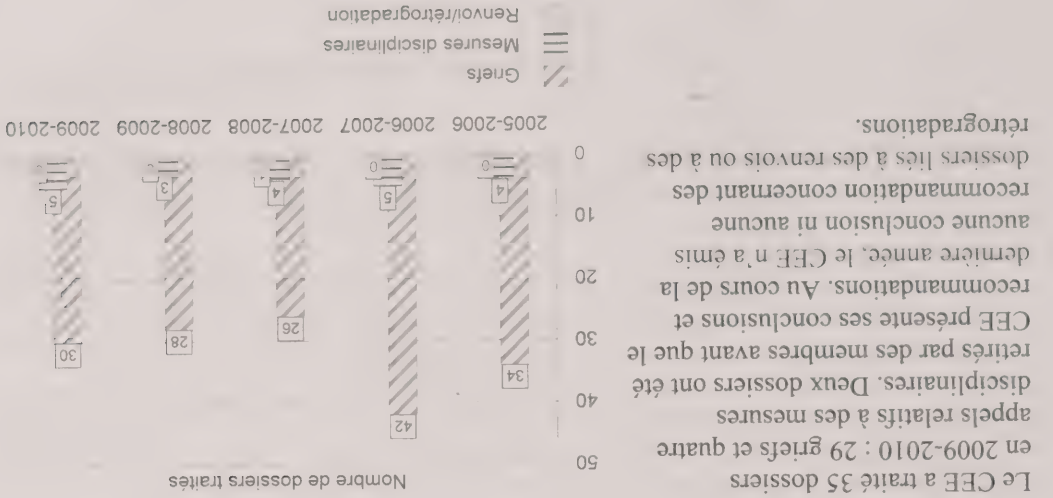 Le CEE a traité 35 dossiers
en 2009-2010 : 29 griefs et quatre
appels relatifs à des mesures
disciplinaires. Deux dossiers ont été
retirés par des membres avant que le
CEE présente ses conclusions et
recommandations. Au cours de la
dernière année, le CEE n'a émis
aucune conclusion ni aucune
recommandation concernant des
dossiers liés à des renvois ou à des
rétrogradations.
Nombre de dossiers traités
50
40
30
20
10
0
34
42
26
28
30
4
5
4
3
5
0
0
2005-2006 2006-2007 2007-2008 2008-2009 2009-2010
Griefs
Mesures disciplinaires
Renvoi/rétrogradation